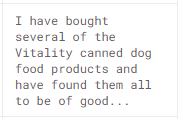 I have bought
several of the
Vitality canned dog
food products and
have found them all
to be of good...